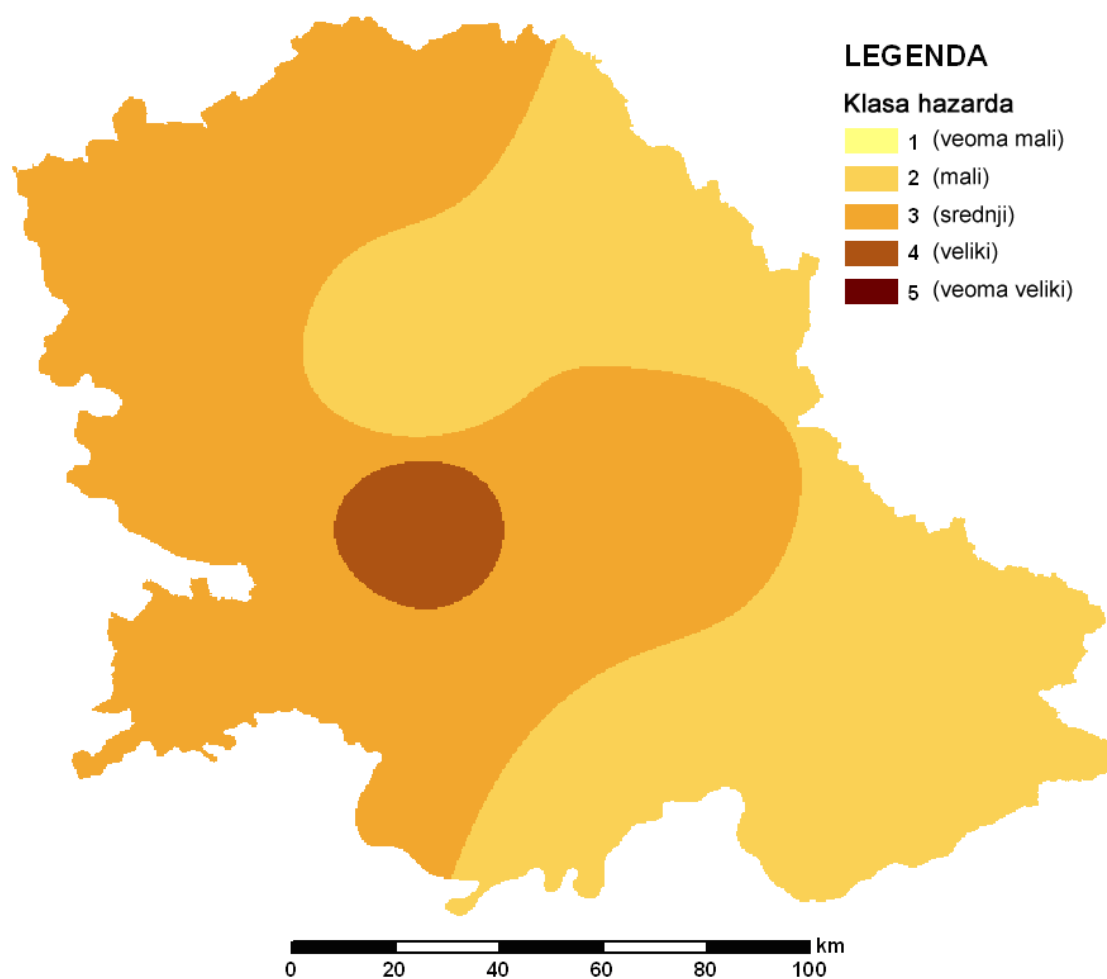 LEGENDA
Klasa hazarda
1 (veoma mali)
2 (mali)
3 (srednji)
4 (veliki)
5 (veoma veliki)
km
0 20 40 60 80 100